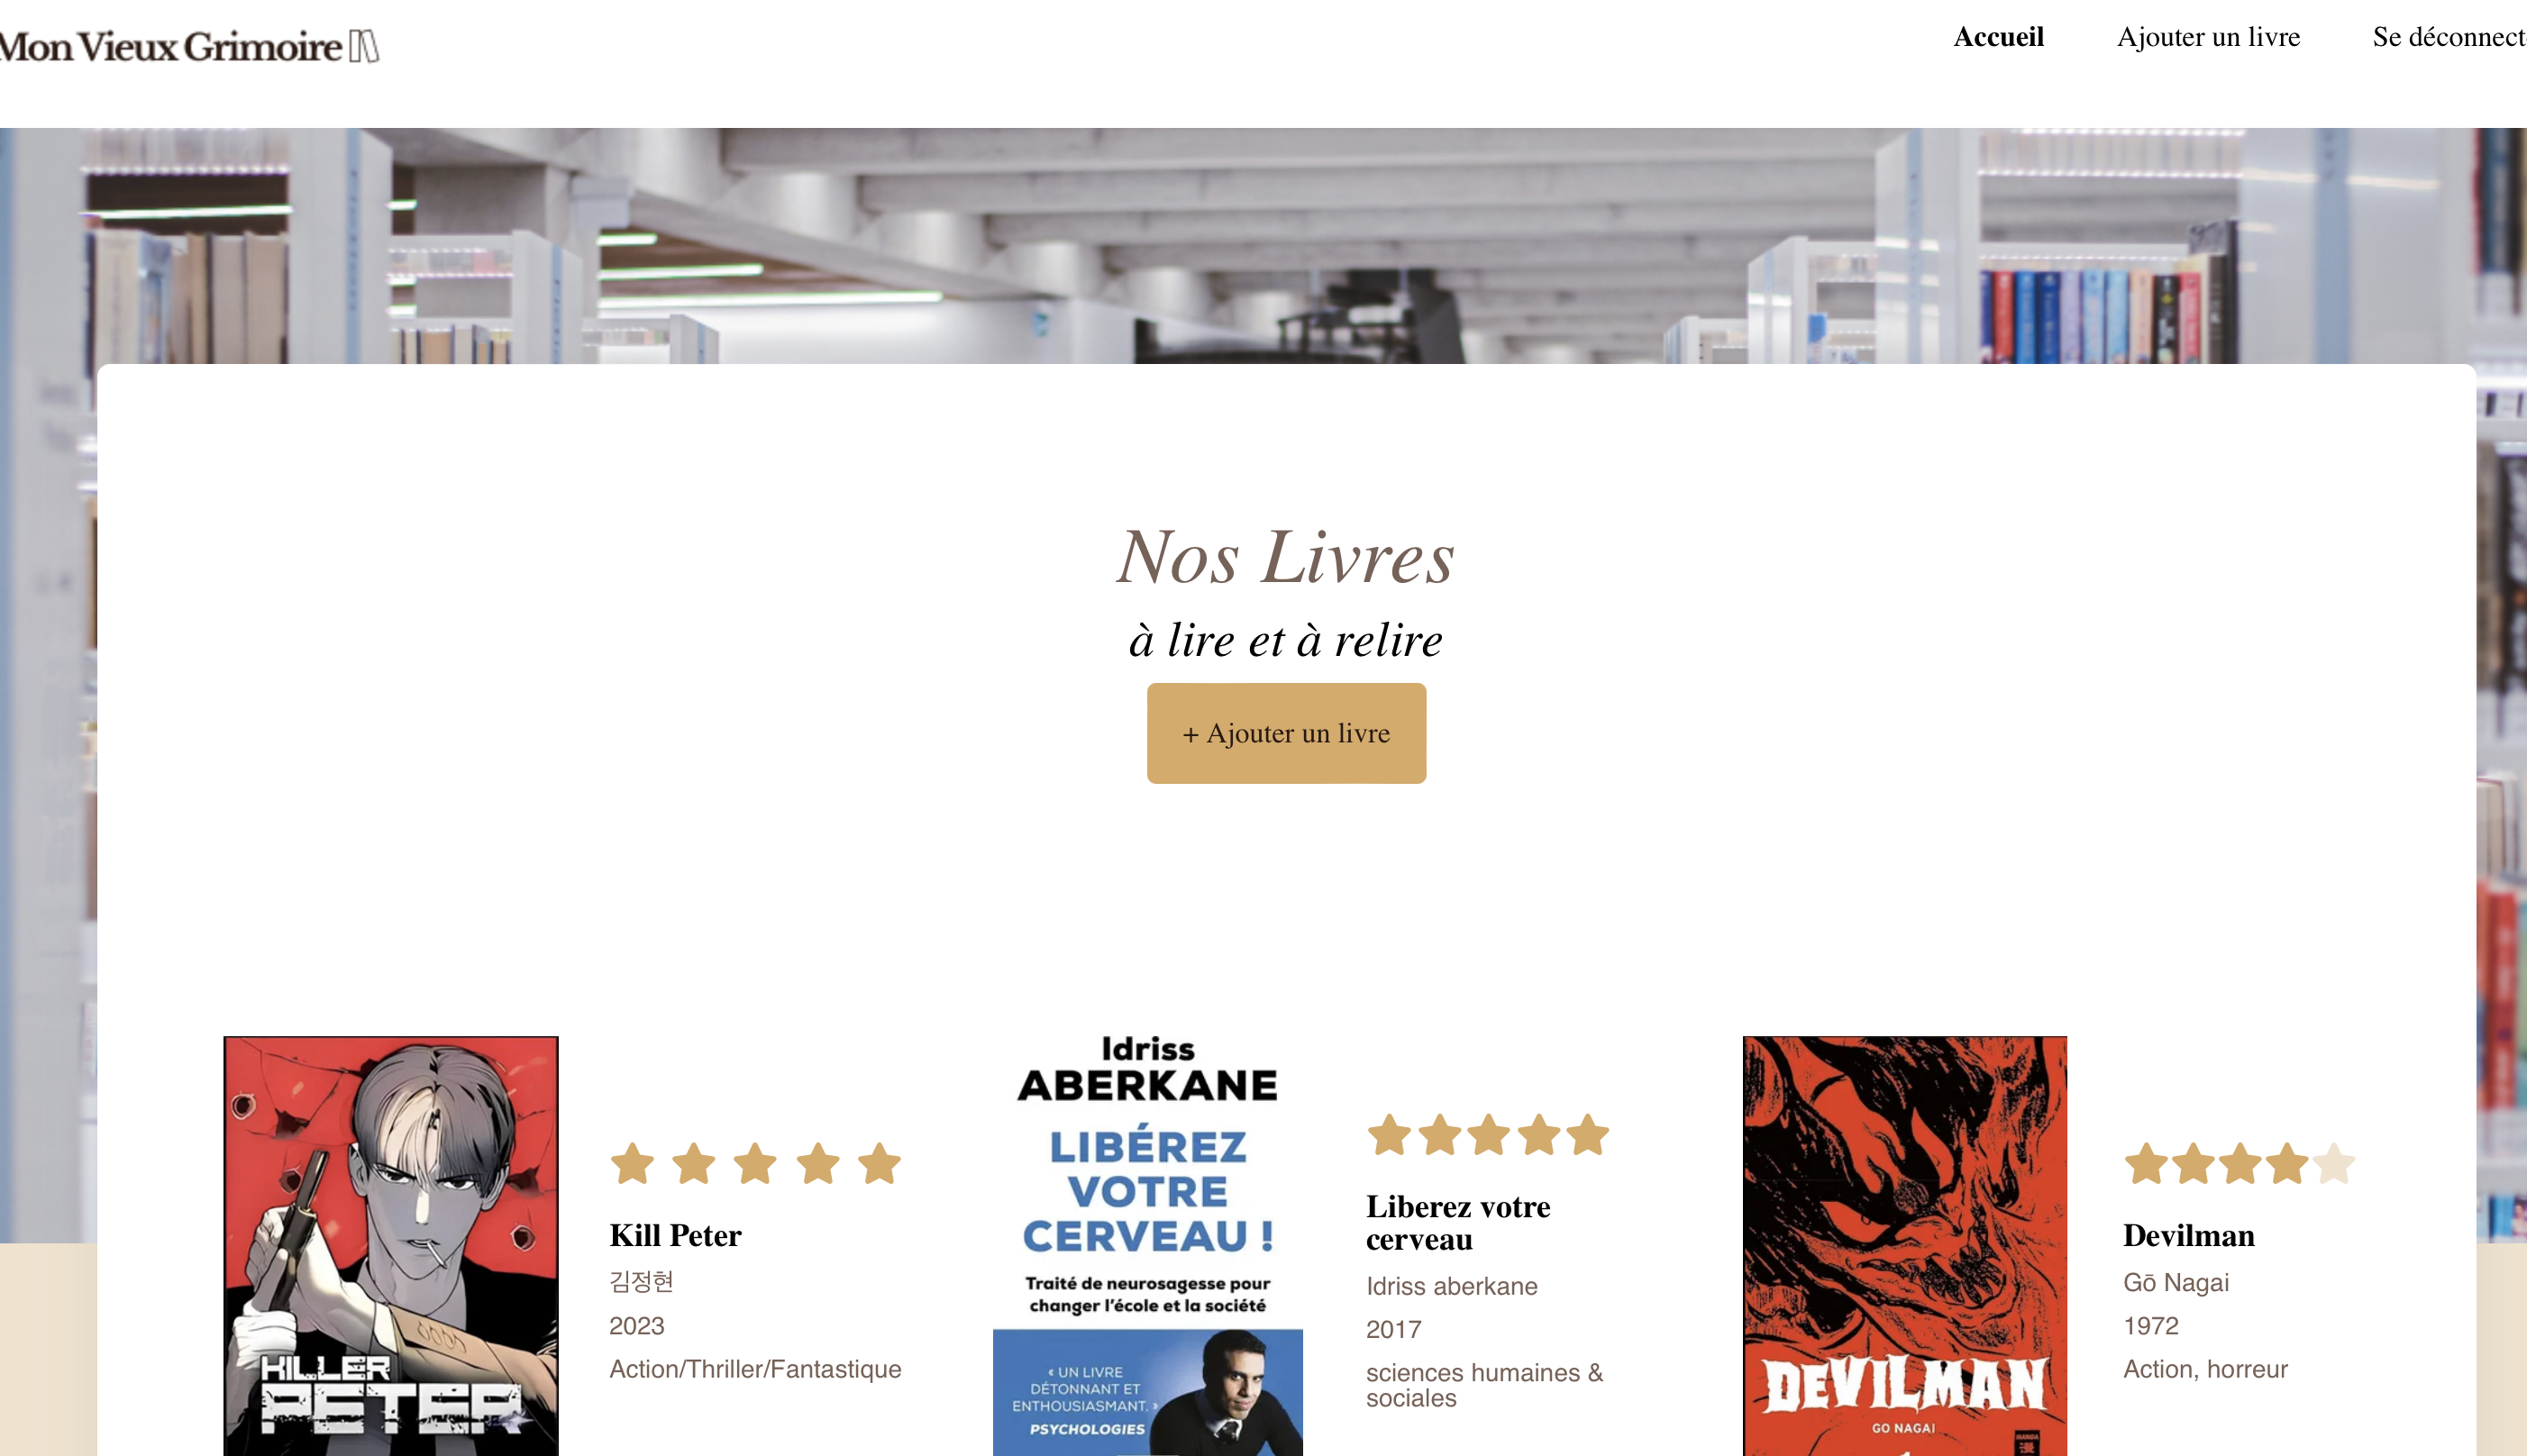 Mon Vieux Grimoire
Accueil
Ajouter un livre
Se déconnect
Nos Livres
à lire et à relire
+ Ajouter un livre
KILLER
PETER
Kill Peter
김정현
2023
Action/Thriller/Fantastique
Idriss
ABERKANE
LIBÉREZ
VOTRE
CERVEAU !
Traité de neurosagesse pour
changer l'école et la société
« UN LIVRE
DÉTONNANT ET
ENTHOUSIASMANT. »
PSYCHOLOGIES
Liberez votre
cerveau
Idriss aberkane
2017
sciences humaines &
sociales
DEVILMAN
GO NAGAI
Devilman
Gō Nagai
1972
Action, horreur